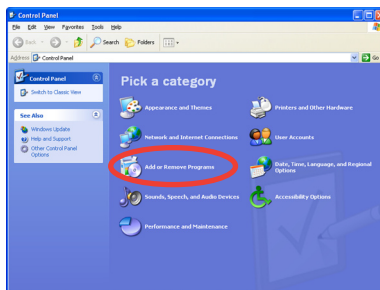 Control Panel
File Edit View Favorites Tools Help
Back Search Folders
Address Control Panel Go
Control Panel
Switch to Classic View
See Also
Windows Update
Help and Support
Other Control Panel
Options
Pick a category
Appearance and Themes
Printers and Other Hardware
Network and Internet Connections
User Accounts
Add or Remove Programs
Date, Time, Language, and Regional
Options
Sounds, Speech, and Audio Devices
Accessibility Options
Performance and Maintenance